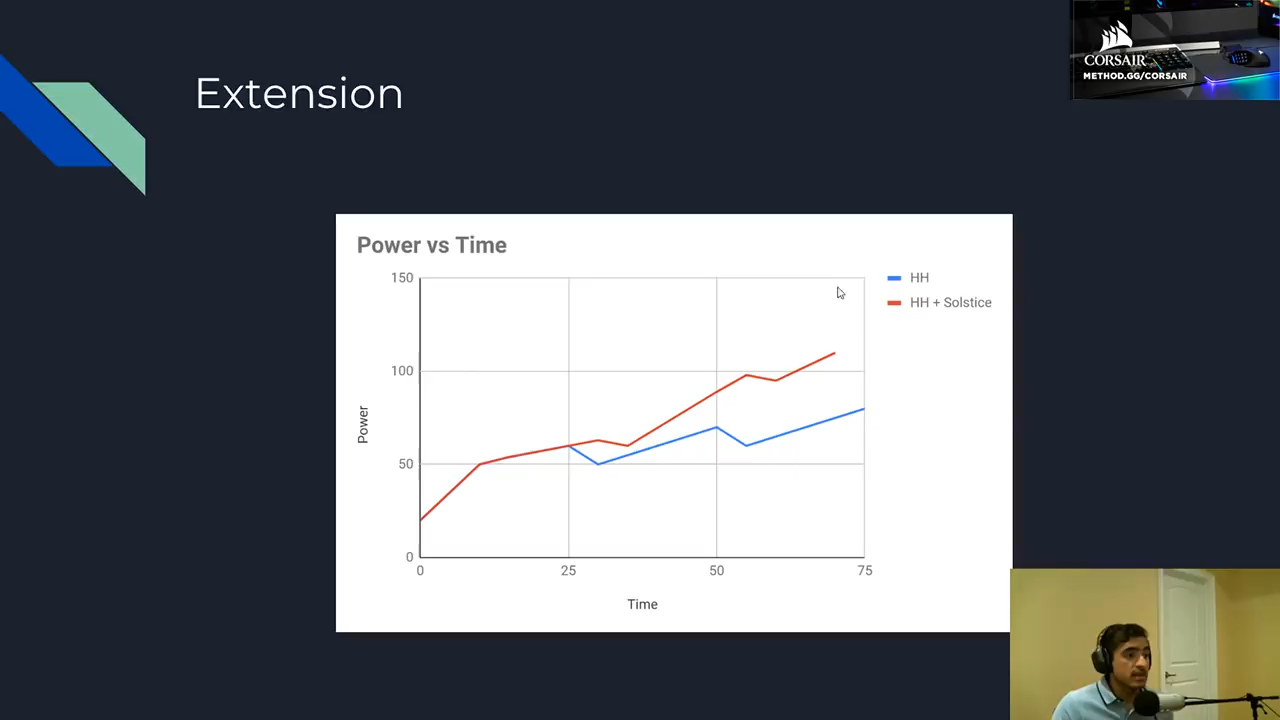 CORSAIR
METHOD.GG/CORSAIR
Extension
Power vs Time
150
100
50
0
Power
0 25 50 75
Time
HH
HH + Solstice